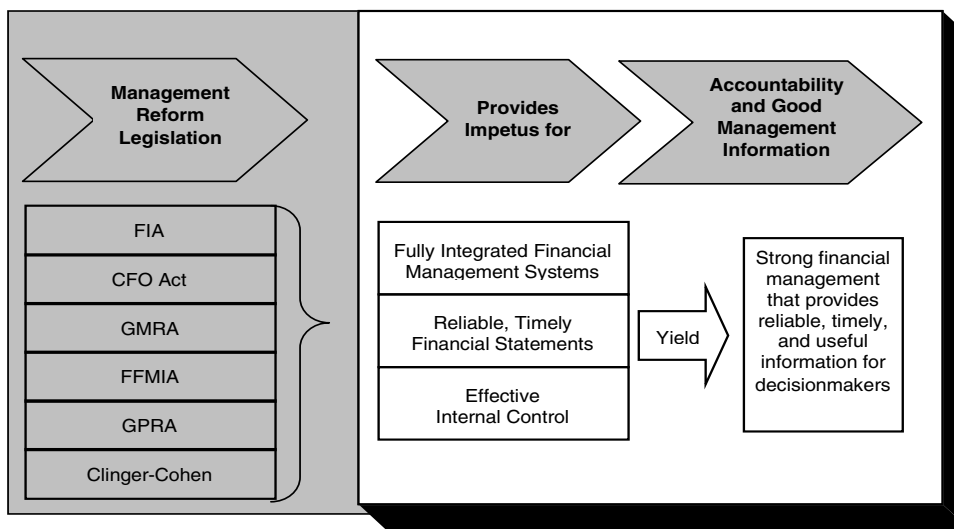 Management
Reform
Legislation
Provides
Impetus for
Accountability
and Good
Management
Information
FIA
CFO Act
GMRA
FFMIA
GPRA
Clinger-Cohen
Fully Integrated Financial
Management Systems
Reliable, Timely
Financial Statements
Effective
Internal Control
Yield
Strong financial
management
that provides
reliable, timely,
and useful
information for
decisionmakers